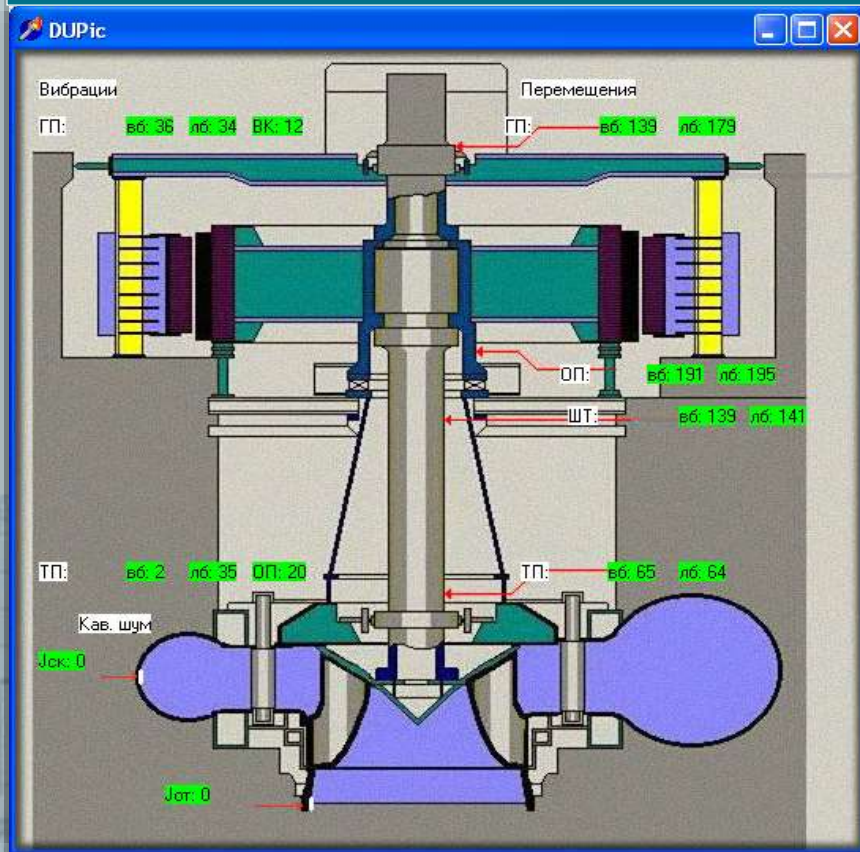 DUPic
Вибрации Перемещения
ГП: вб: 36 лб: 34 ВК: 12 ГП: вб: 139 лб: 179
ОП: вб: 191 лб: 195
ШТ: вб: 139 лб: 141
ТП: вб: 2 лб: 35 ОП: 20 ТП: вб: 65 лб: 64
Кав. шум
Jск: 0
Jот: 0